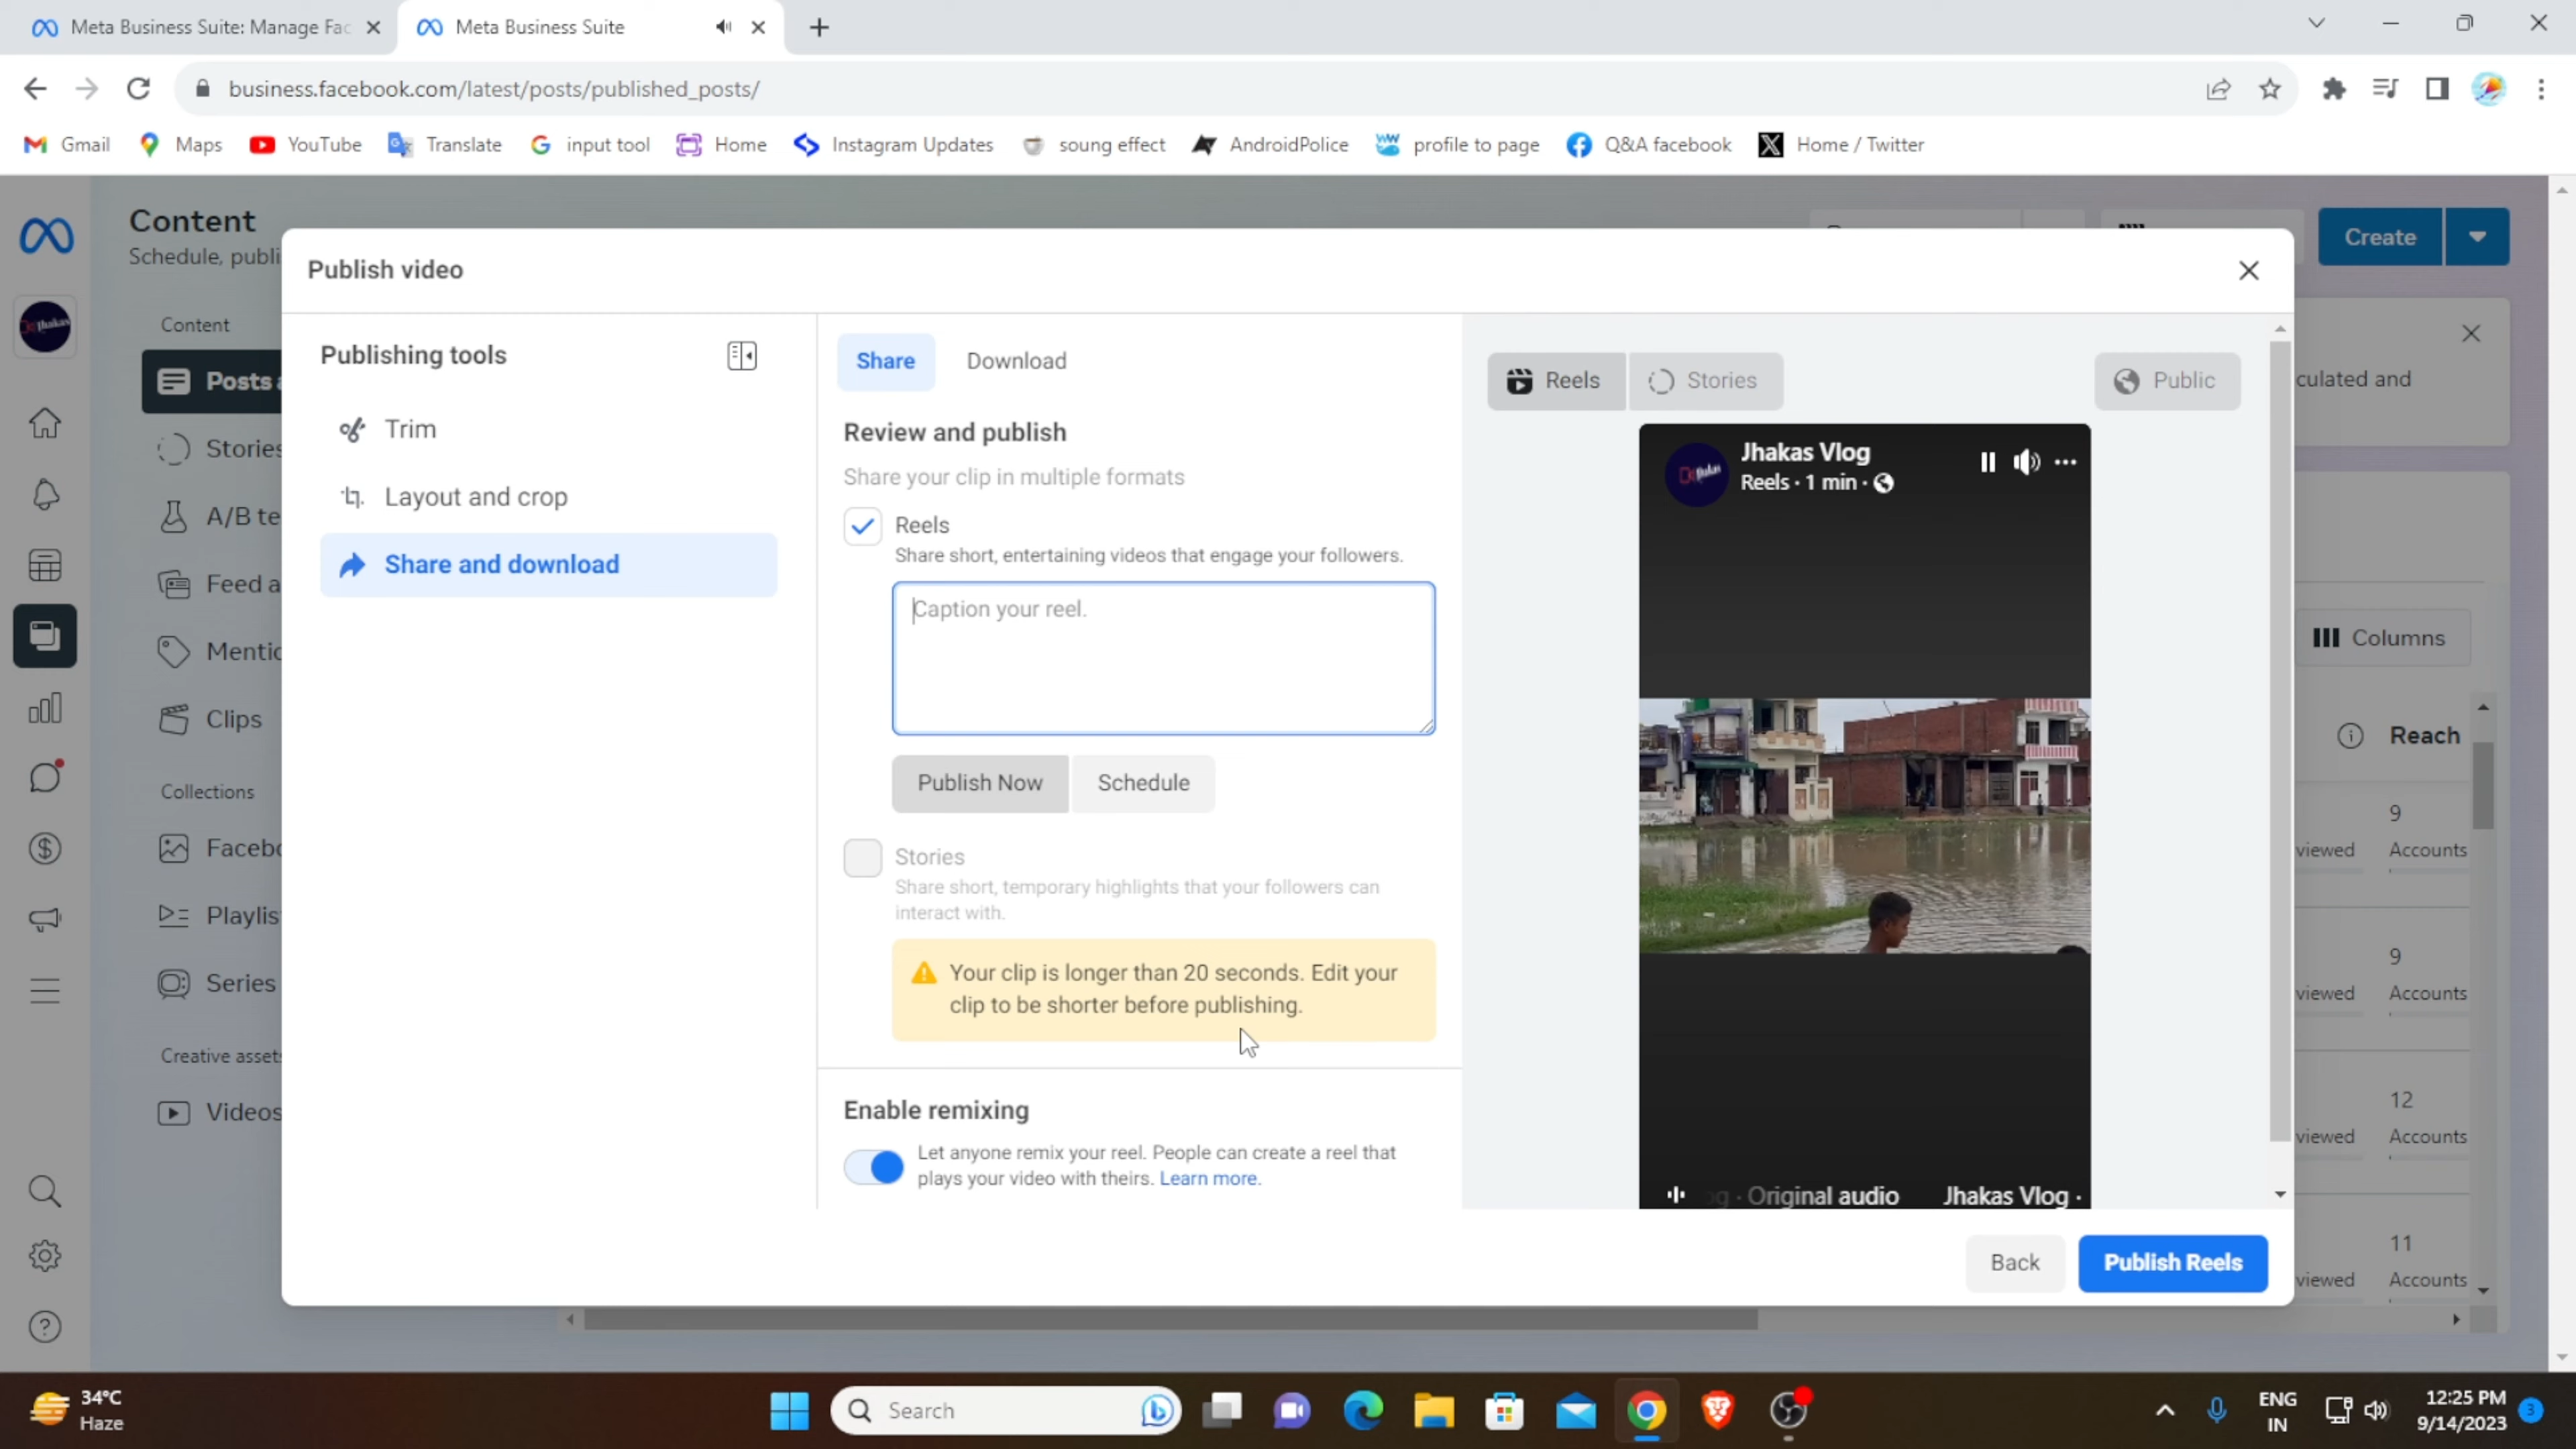 Meta Business Suite: Manage Fac
Meta Business Suite
business.facebook.com/latest/posts/published_posts/
Gmail
Maps
YouTube
Translate
input tool
Home
Instagram Updates
soung effect
AndroidPolice
profile to page
Q&A facebook
Home / Twitter
Content
Schedule, publi
Create
Publish video
Content
Posts a
Stories
A/B te
Feed a
Mentio
Clips
Collections
Facebo
Playlis
Series
Creative assets
Videos
Publishing tools
Trim
Layout and crop
Share and download
Share
Download
Review and publish
Share your clip in multiple formats
Reels
Share short, entertaining videos that engage your followers.
Caption your reel.
Publish Now
Schedule
Stories
Share short, temporary highlights that your followers can
interact with.
Your clip is longer than 20 seconds. Edit your
clip to be shorter before publishing.
Enable remixing
Let anyone remix your reel. People can create a reel that
plays your video with theirs. Learn more.
Reels
Stories
Public
Jhakas Vlog
Reels · 1 min ·
og · Original audio
Jhakas Vlog ·
Back
Publish Reels
culated and
Columns
Reach
9
viewed
Accounts
9
viewed
Accounts
12
viewed
Accounts
11
viewed
Accounts
34°C
Haze
Search
ENG
IN
12:25 PM
9/14/2023
3